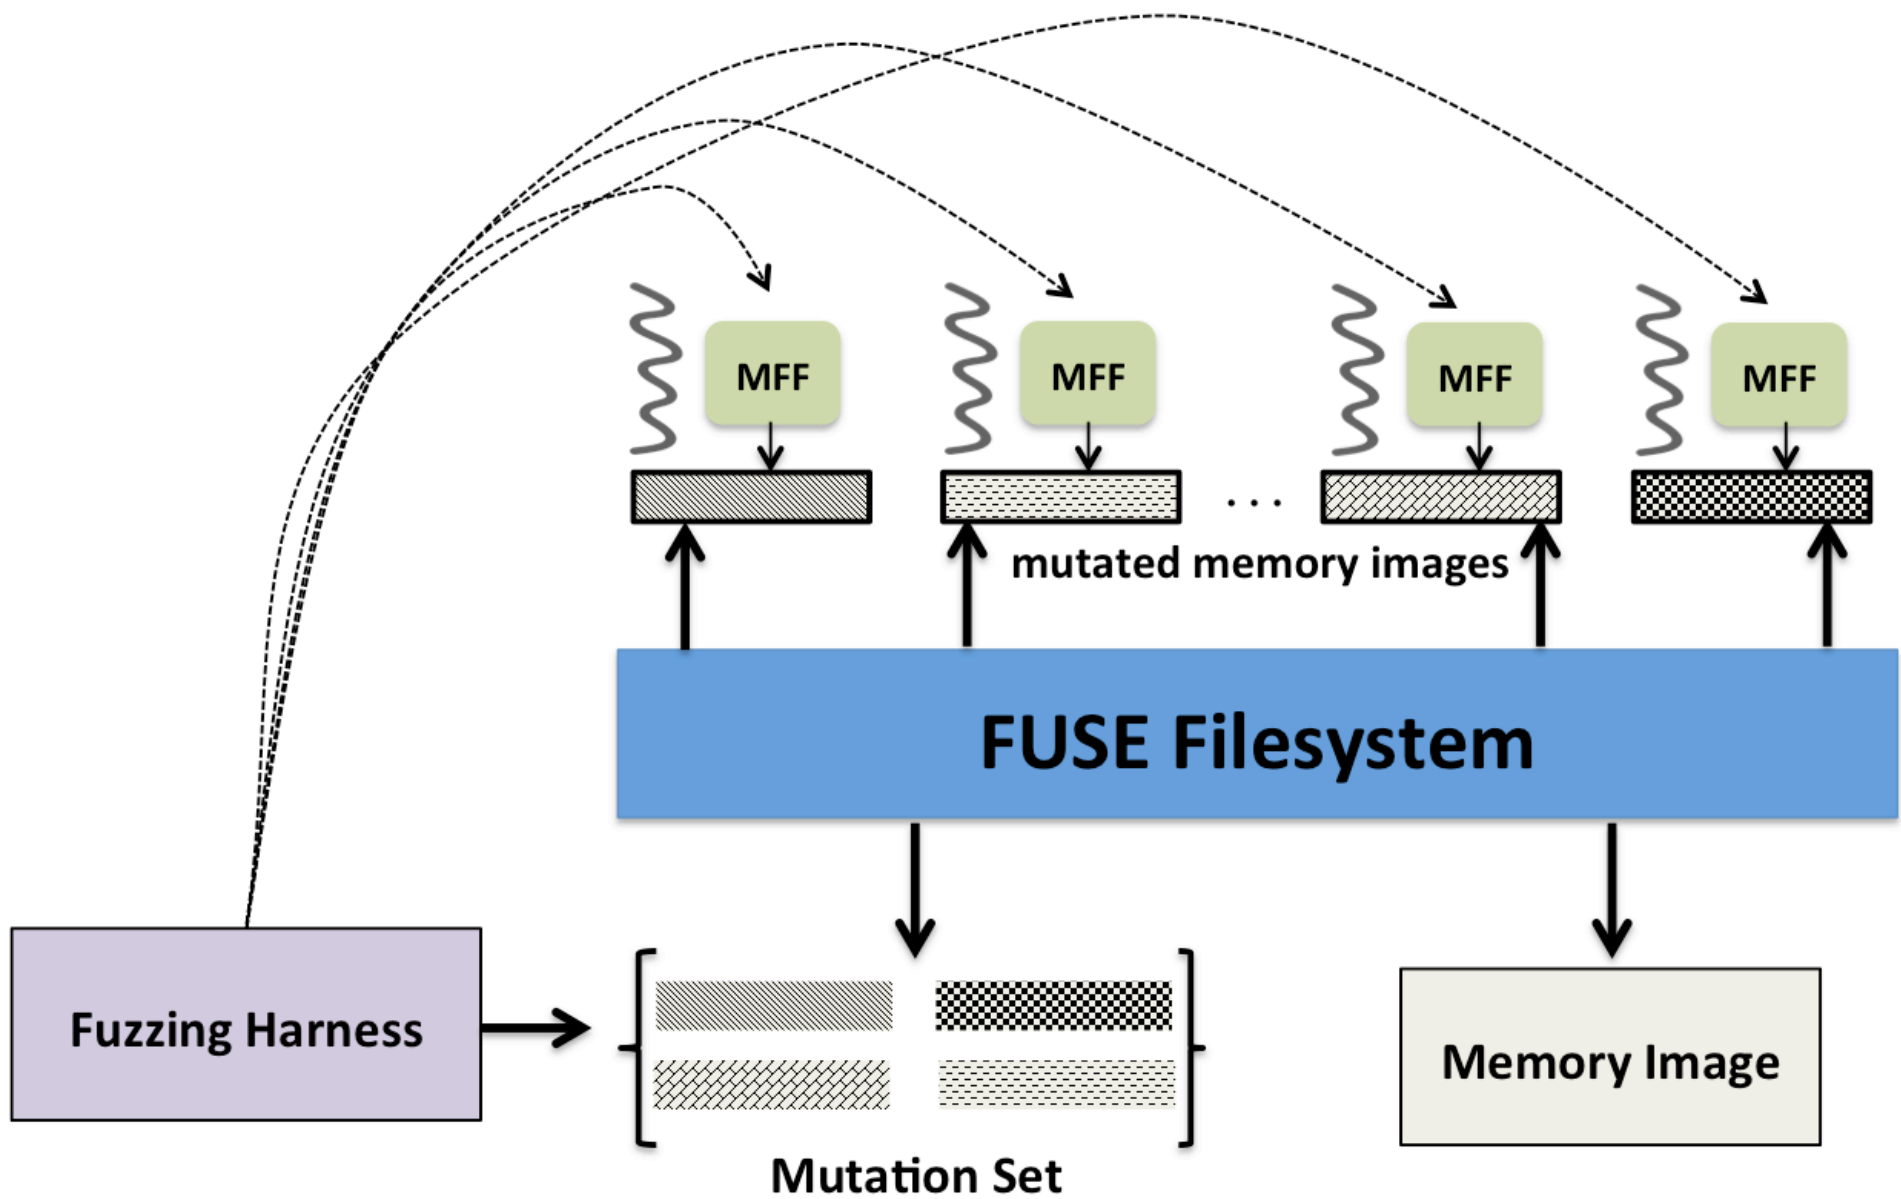 MFF
MFF
MFF
MFF
. . .
mutated memory images
FUSE Filesystem
Fuzzing Harness
Memory Image
Mutation Set